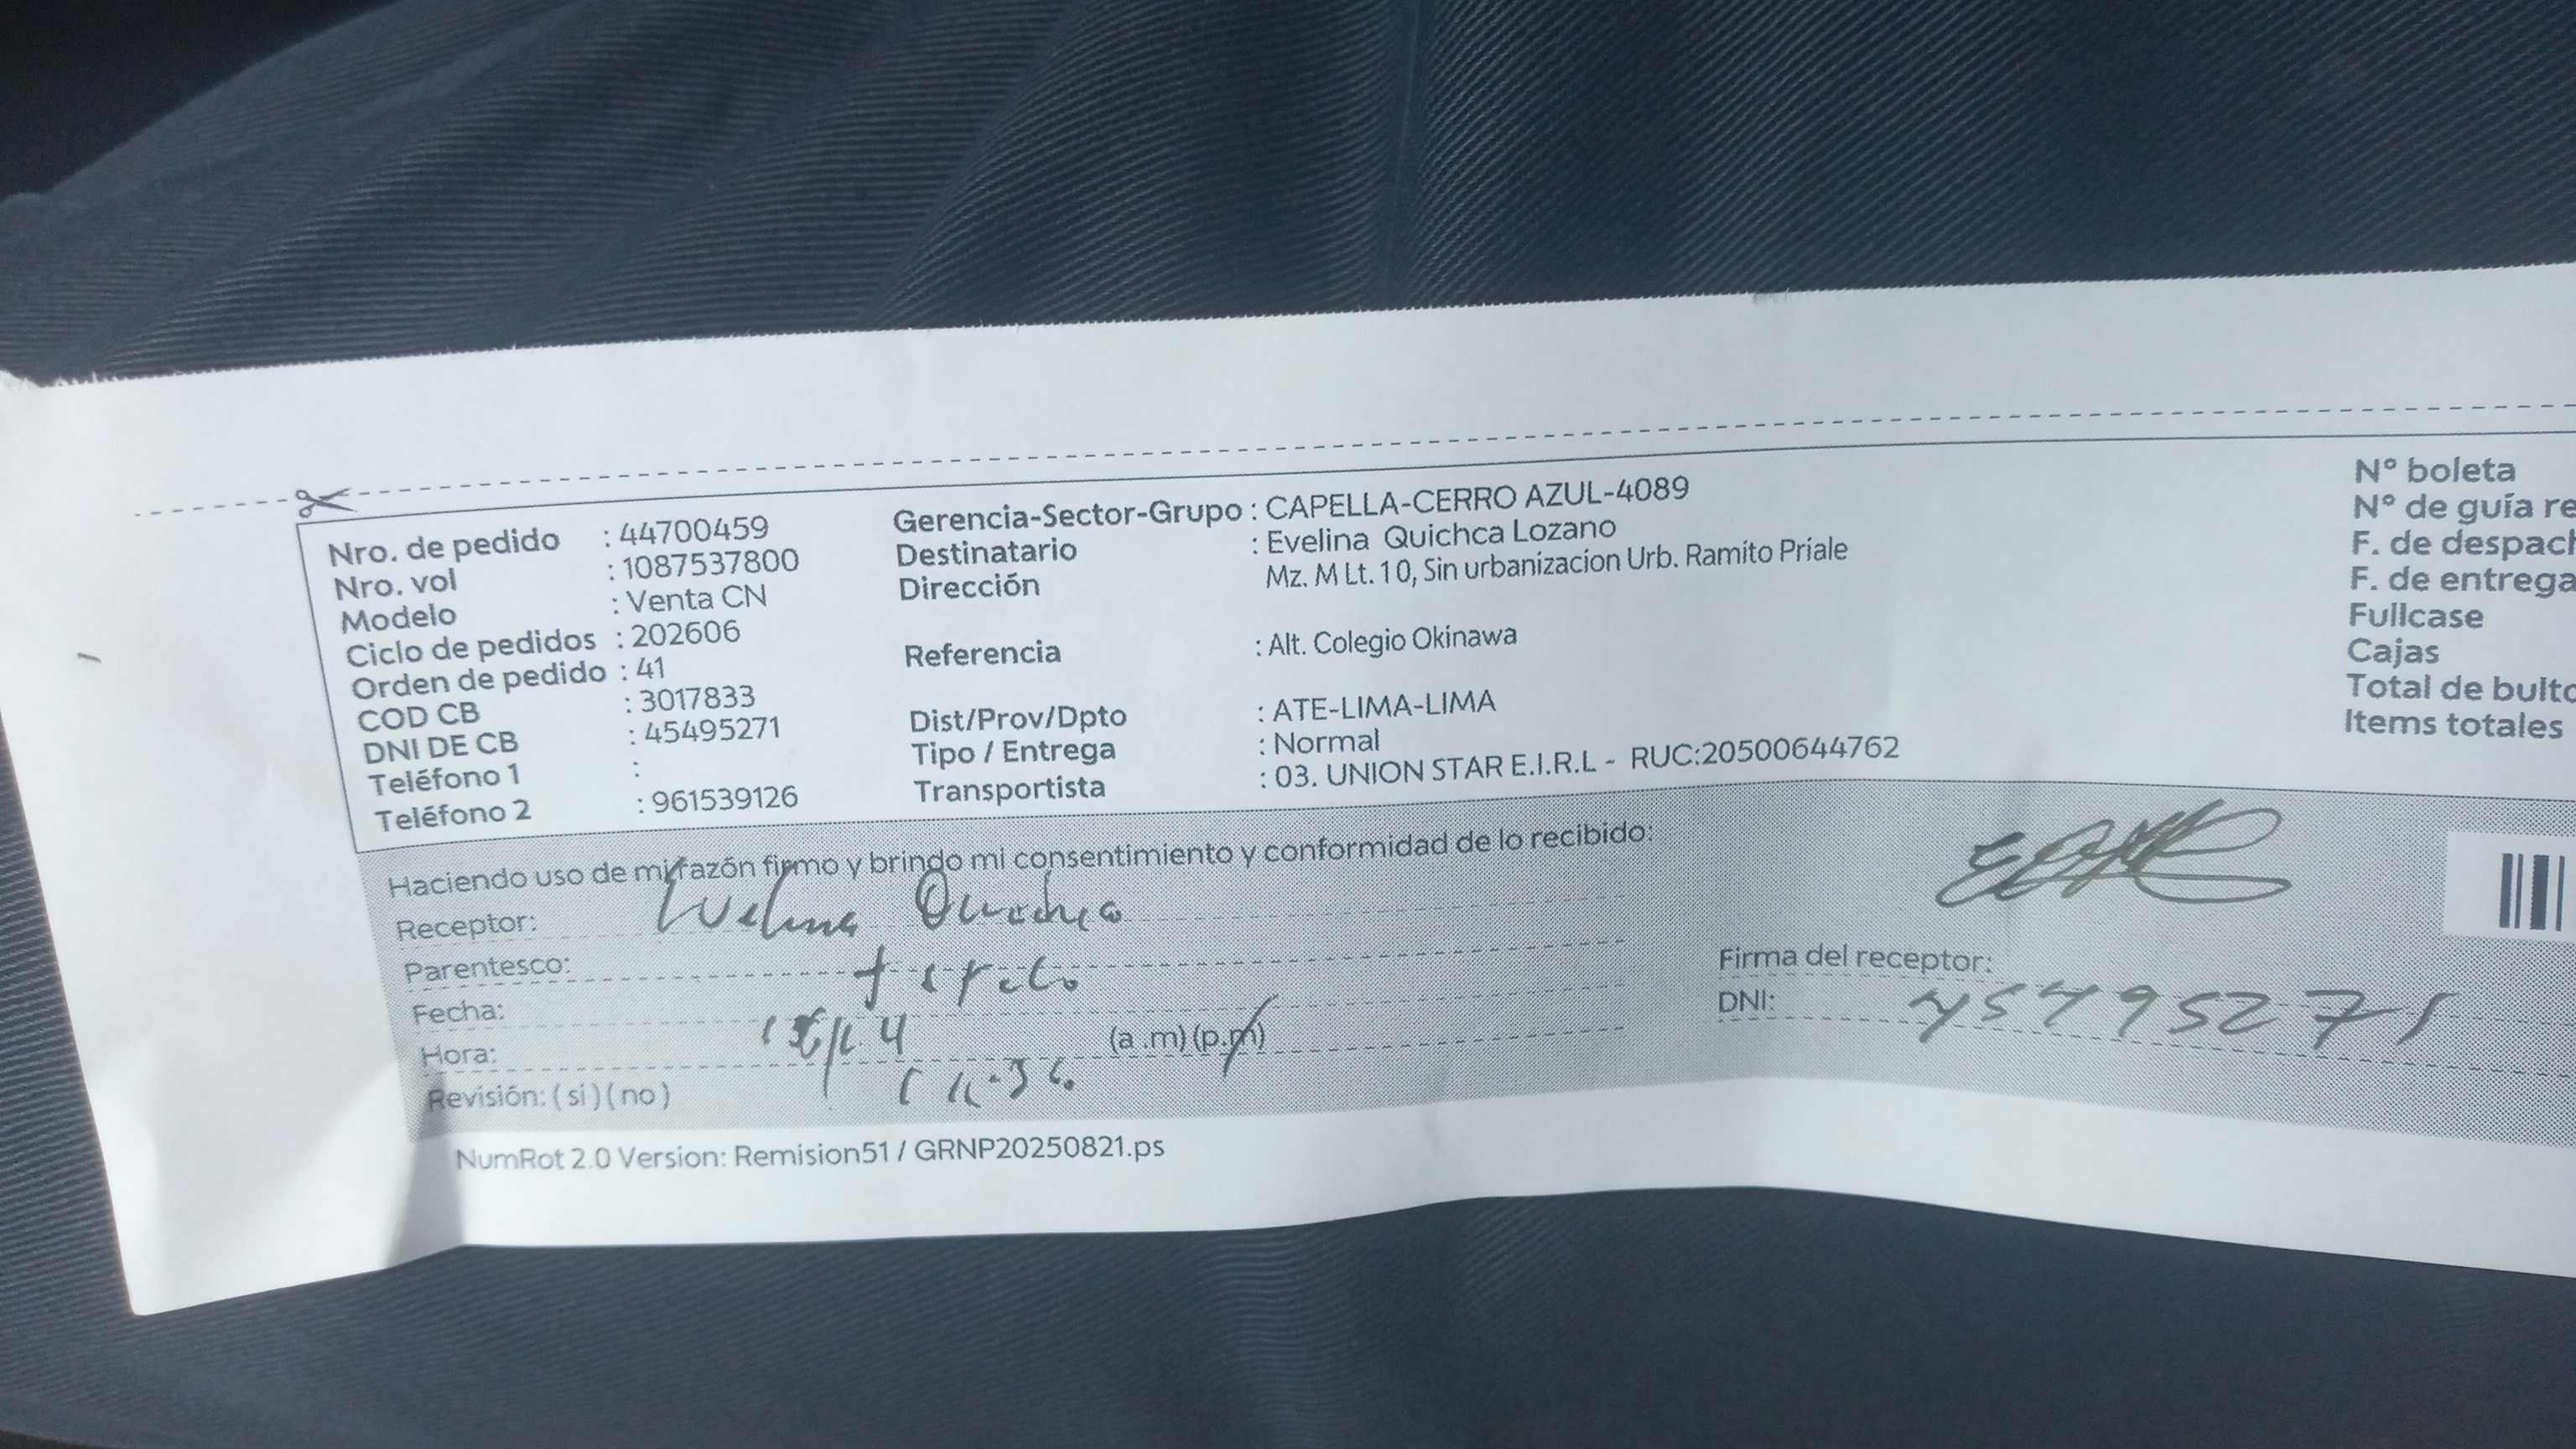 Nro. de pedido : 44700459
Nro. vol : 1087537800
Modelo : Venta CN
Ciclo de pedidos : 202606
Orden de pedido : 41
COD CB : 3017833
DNI DE CB : 45495271
Teléfono 1 :
Teléfono 2 : 961539126
Gerencia-Sector-Grupo : CAPELLA-CERRO AZUL-4089
Destinatario : Evelina Quichca Lozano
Dirección Mz. M Lt. 10, Sin urbanizacion Urb. Ramito Priale
Referencia : Alt. Colegio Okinawa
Dist/Prov/Dpto : ATE-LIMA-LIMA
Tipo / Entrega : Normal
Transportista : 03. UNION STAR E.I.R.L - RUC:20500644762
N° boleta
N° de guía re
F. de despach
F. de entrega
Fullcase
Cajas
Total de bulto
Items totales
Haciendo uso de mi razón firmo y brindo mi consentimiento y conformidad de lo recibido:
Receptor:
Parentesco:
Fecha:
Hora: (a.m) (p.m)
Revisión: ( si ) ( no )
Firma del receptor:
DNI: 45495271
NumRot 2.0 Version: Remision51 / GRNP20250821.ps